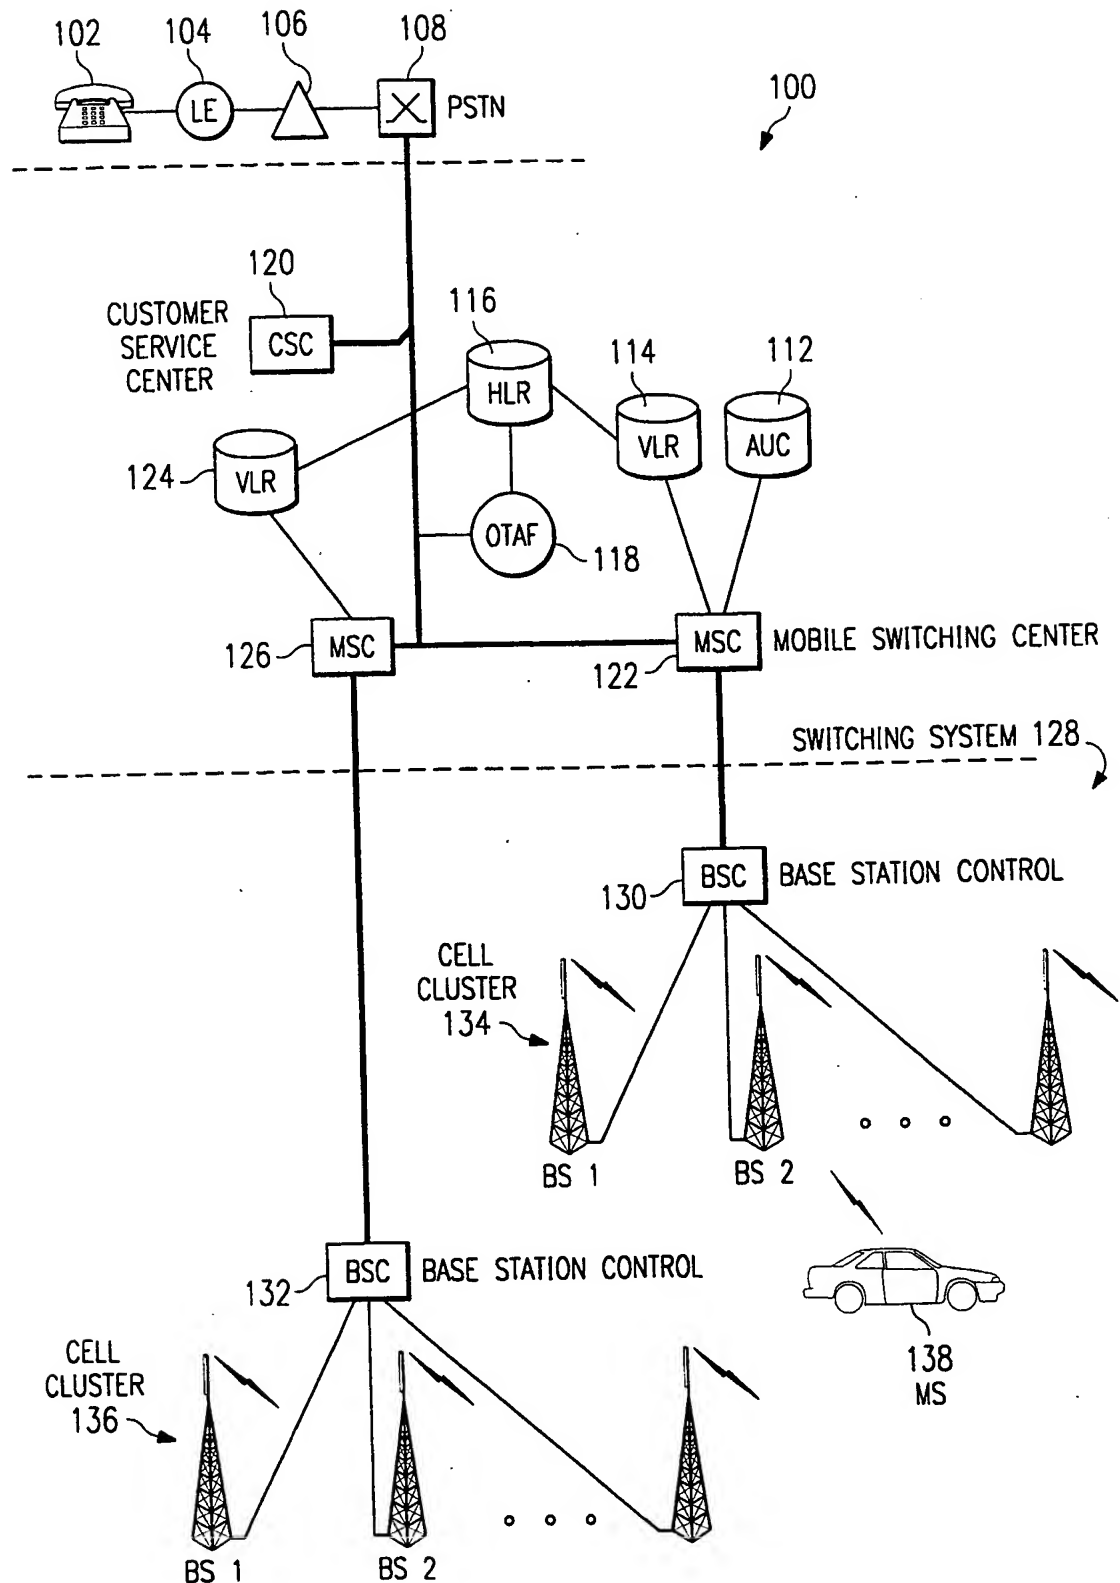 102
104
106
108
LE
PSTN
100
120
CUSTOMER
SERVICE
CENTER
CSC
116
HLR
114
VLR
112
AUC
124
VLR
OTAF
118
126
MSC
122
MSC
MOBILE SWITCHING CENTER
SWITCHING SYSTEM 128
130
BSC
BASE STATION CONTROL
CELL
CLUSTER
134
BS 1
BS 2
132
BSC
BASE STATION CONTROL
138
MS
CELL
CLUSTER
136
BS 1
BS 2